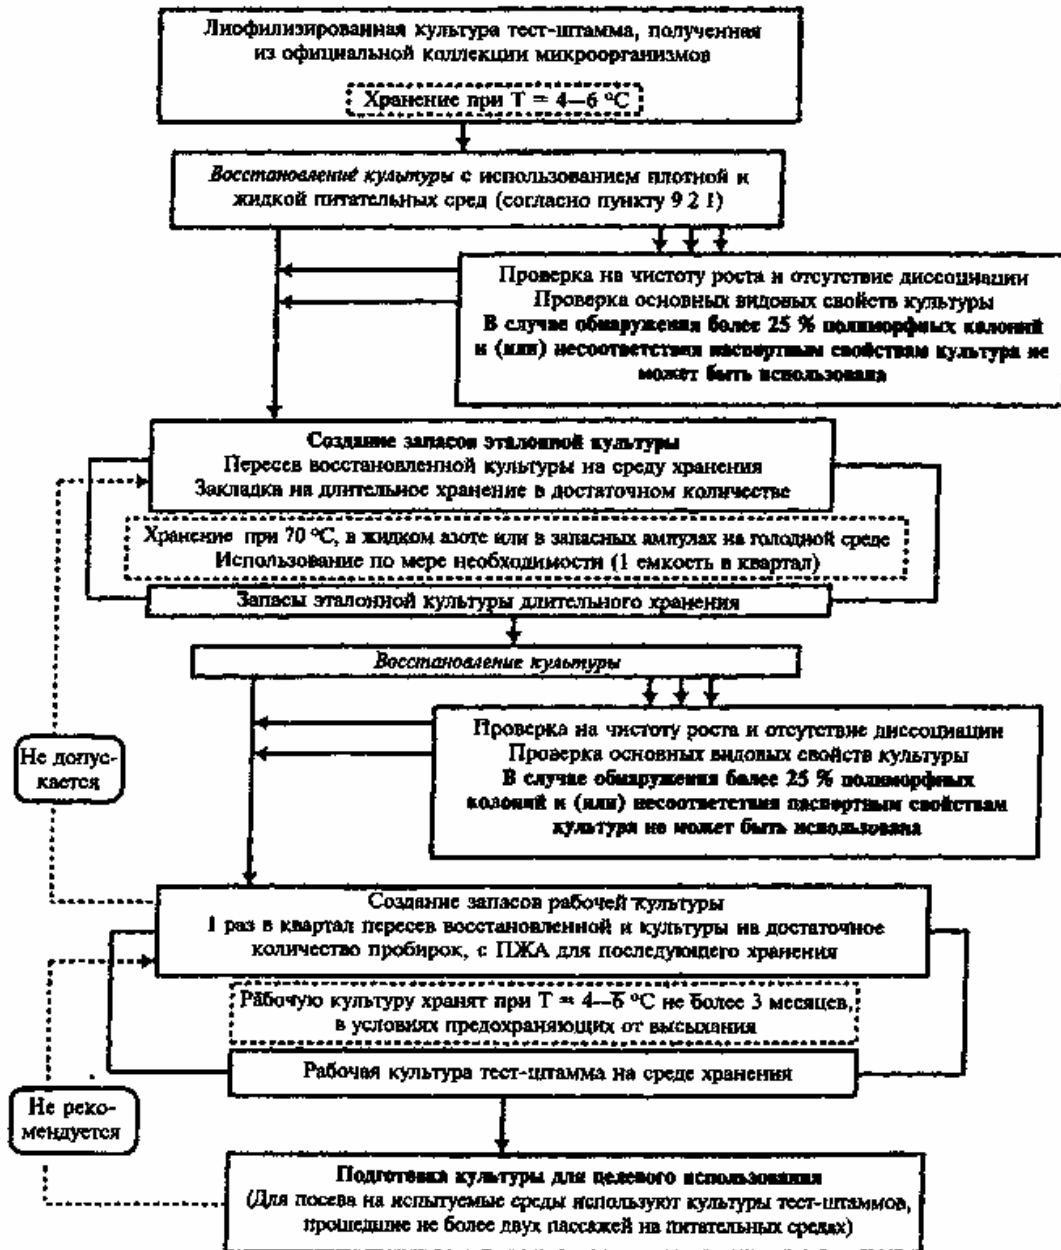 Лиофилизированная культура тест-штамма, полученная
из официальной коллекции микроорганизмов
Хранение при T = 4—6 °C
Восстановление культуры с использованием плотной и
жидкой питательных сред (согласно пункту 9 2 1)
Проверка на чистоту роста и отсутствие диссоциации
Проверка основных видовых свойств культуры
В случае обнаружения более 25 % полиморфных колоний
и (или) несоответствия паспертным свойствам культура не
может быть использована
Создание запасов эталонной культуры
Пересев восстановленной культуры на среду хранения
Закладка на длительное хранение в достаточном количестве
Хранение при 70 °C, в жидком азоте или в запасных ампулах на голодной среде
Использование по мере необходимости (1 емкость в квартал)
Запасы эталонной культуры длительного хранения
Восстановление культуры
Проверка на чистоту роста и отсутствие диссоциации
Проверка основных видовых свойств культуры
В случае обнаружения более 25 % полиморфных
колоний и (или) несоответствия паспертным свойствам
культура не может быть использована
Не допус-
кается
Создание запасов рабочей культуры
1 раз в квартал пересев восстановленной и культуры на достаточное
количество пробирок, с ПЖА для последующего хранения
Рабочую культуру хранят при T = 4—6 °C не более 3 месяцев,
в условиях предохраняющих от высыхания
Рабочая культура тест-штамма на среде хранения
Не реко-
мендуется
Подготовка культуры для целевого использования
(Для посева на испытуемые среды используют культуры тест-штаммов,
прошедшие не более двух пассажей на питательных средах)